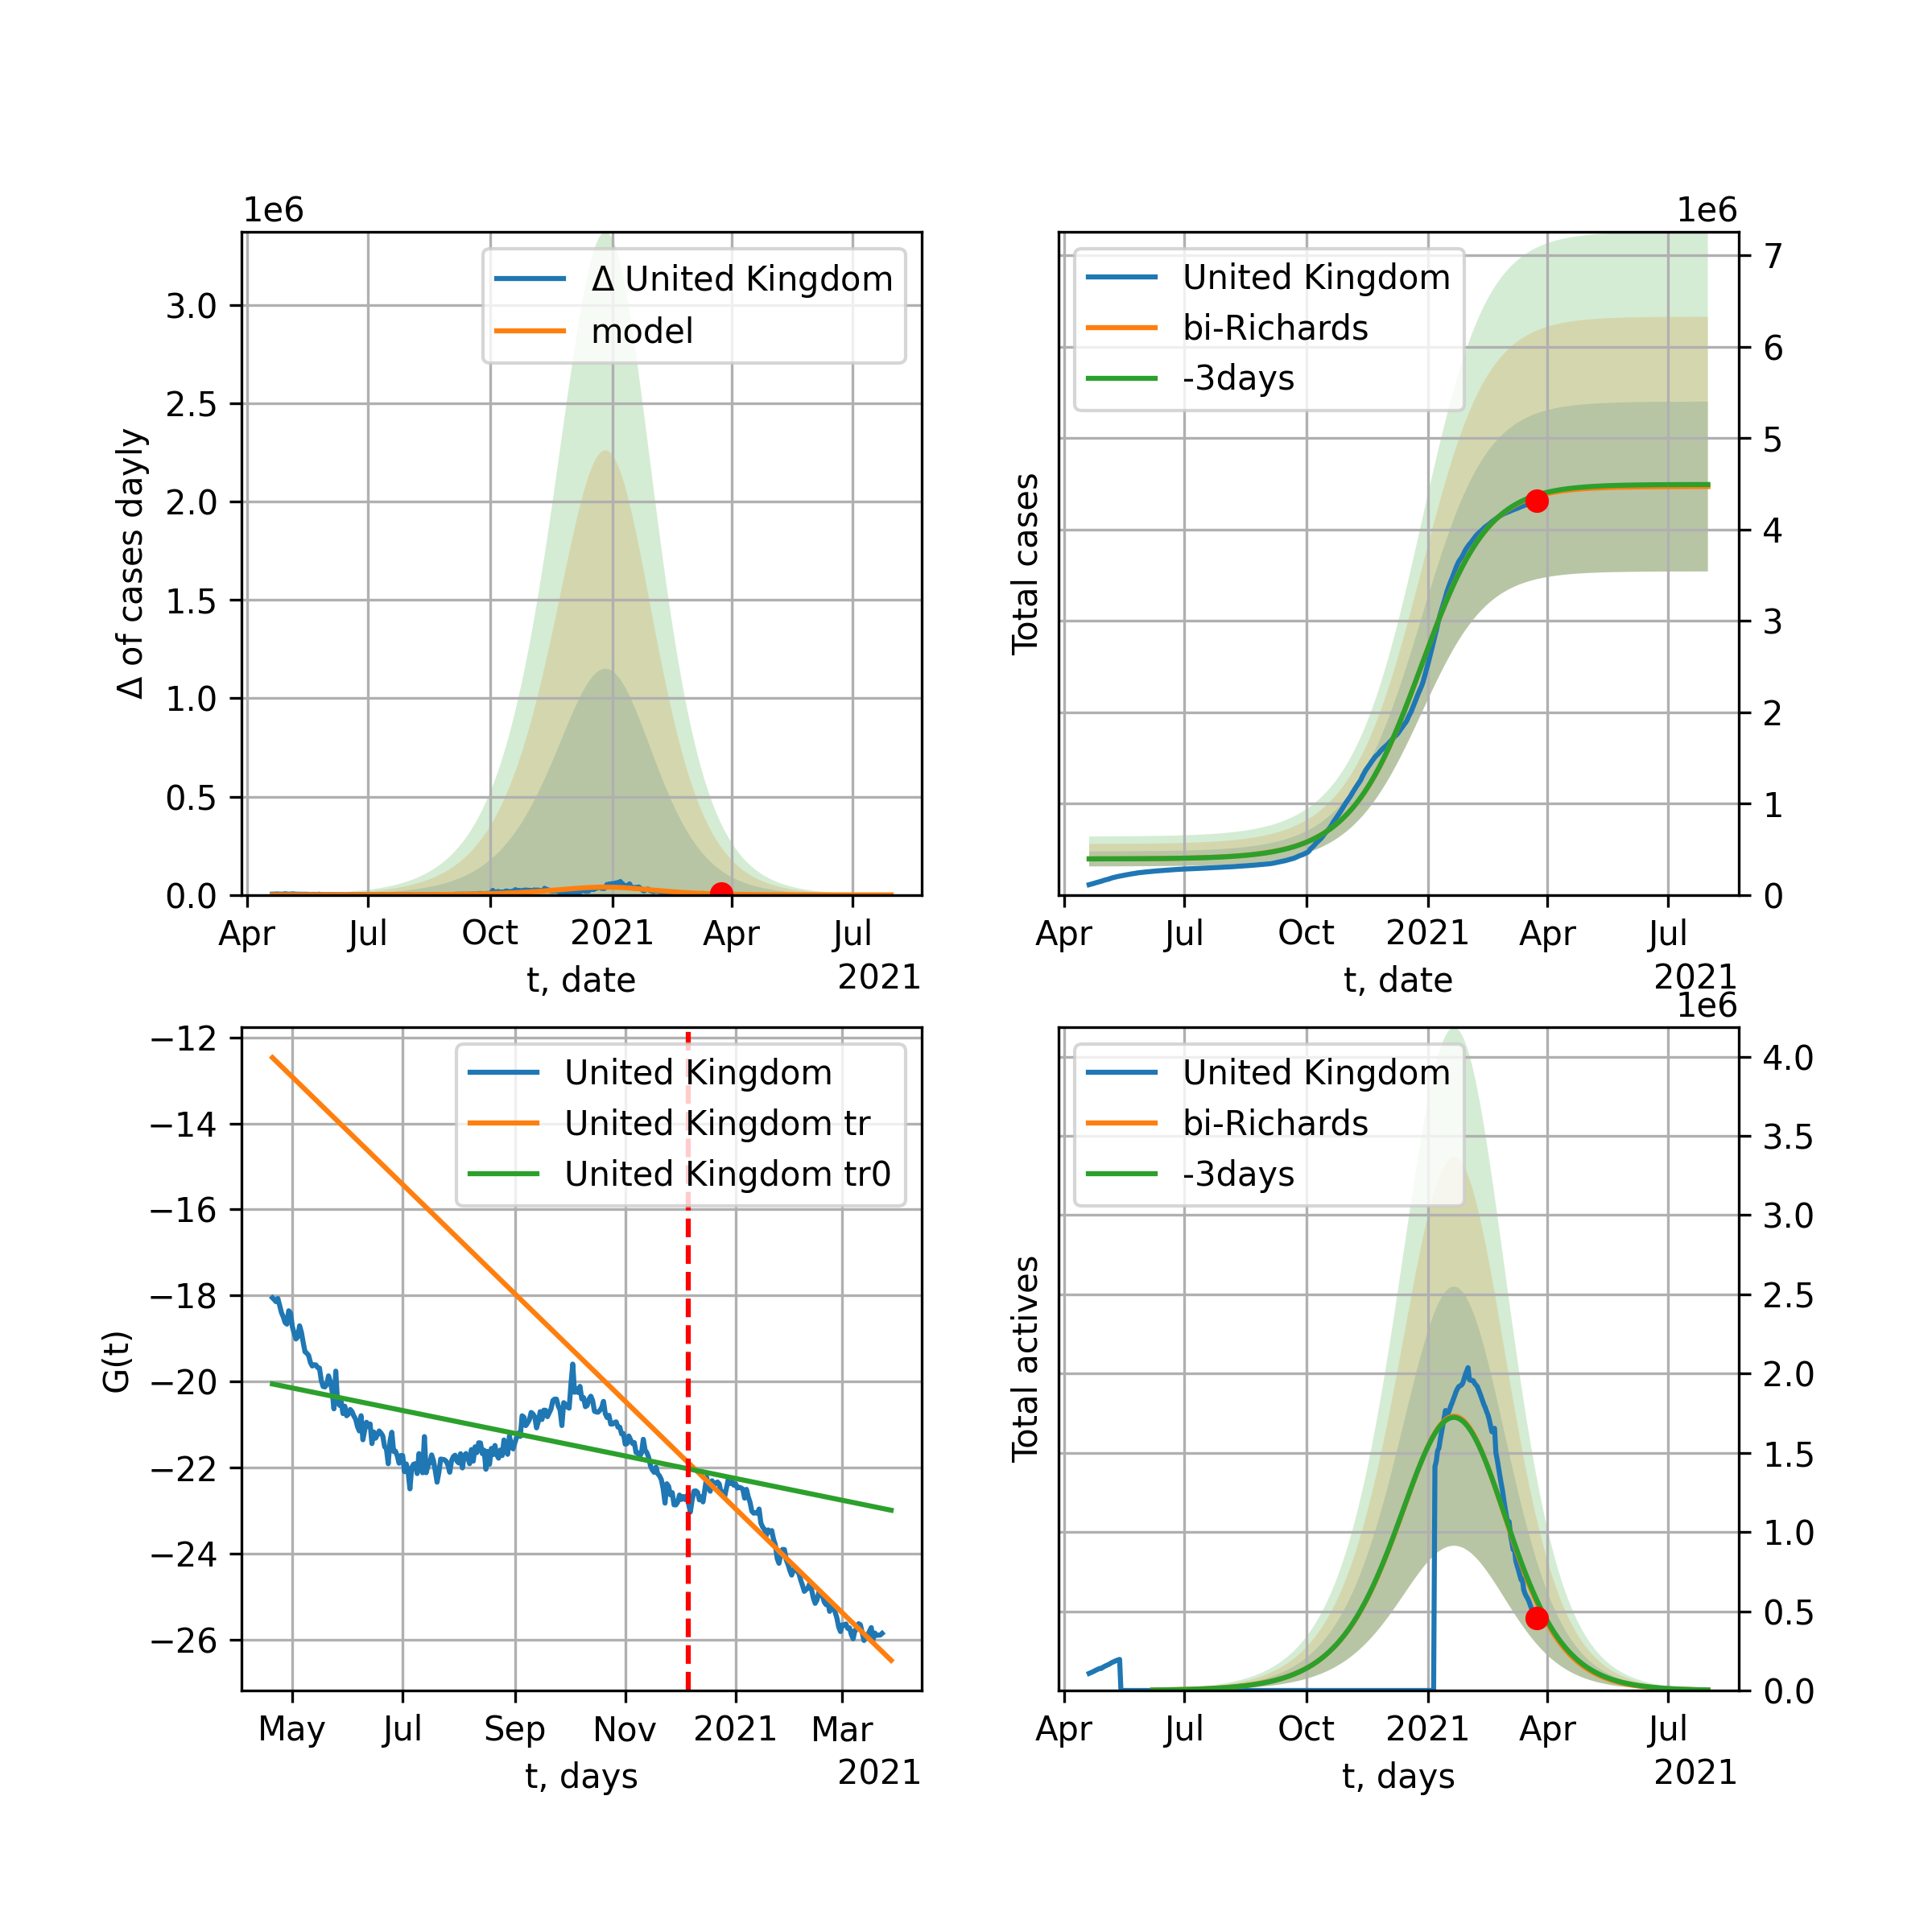 1e6
Δ of cases dayly
3.0
2.5
2.0
1.5
1.0
0.5
0.0
Δ United Kingdom
model
Apr Jul Oct 2021 Apr Jul
t, date
2021
1e6
Total cases
United Kingdom
bi-Richards
-3days
7
6
5
4
3
2
1
0
Apr Jul Oct 2021 Apr Jul
t, date
2021
G(t)
−12
−14
−16
−18
−20
−22
−24
−26
United Kingdom
United Kingdom tr
United Kingdom tr0
May Jul Sep Nov 2021 Mar
t, days
2021
1e6
Total actives
United Kingdom
bi-Richards
-3days
4.0
3.5
3.0
2.5
2.0
1.5
1.0
0.5
0.0
Apr Jul Oct 2021 Apr Jul
t, days
2021